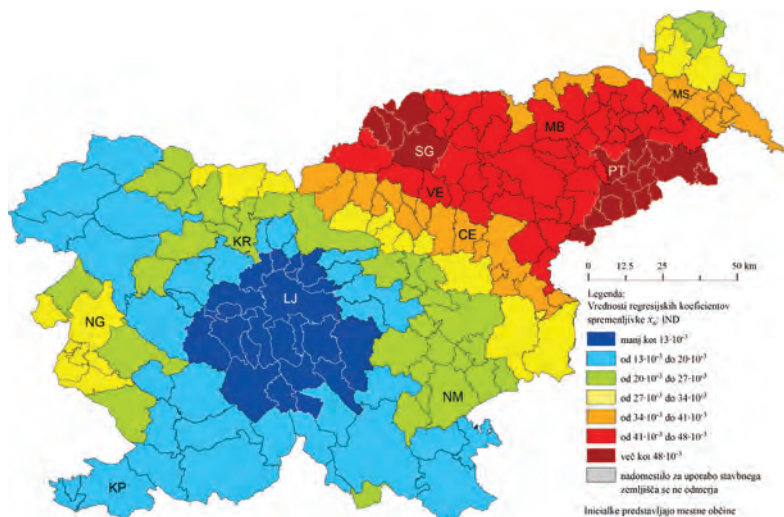 MS
MB
SG
PT
VE
CE
KR
LJ
NG
NM
KP
0 12.5 25 50 km
Legenda:
Vrednosti regresijskih koeficientov
spremenljivke x₆: IND
manj kot 13·10⁻³
od 13·10⁻³ do 20·10⁻³
od 20·10⁻³ do 27·10⁻³
od 27·10⁻³ do 34·10⁻³
od 34·10⁻³ do 41·10⁻³
od 41·10⁻³ do 48·10⁻³
več kot 48·10⁻³
nadomestilo za uporabo stavbnega
zemljišča se ne odmerja
Inicialke predstavljajo mestne občine